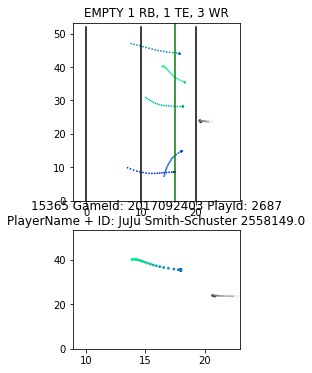 EMPTY 1 RB, 1 TE, 3 WR
50
40
30
20
10
0
0 10 20
15365 GameId: 2017092403 PlayId: 2687
PlayerName + ID: JuJu Smith-Schuster 2558149.0
40
20
0
10 15 20